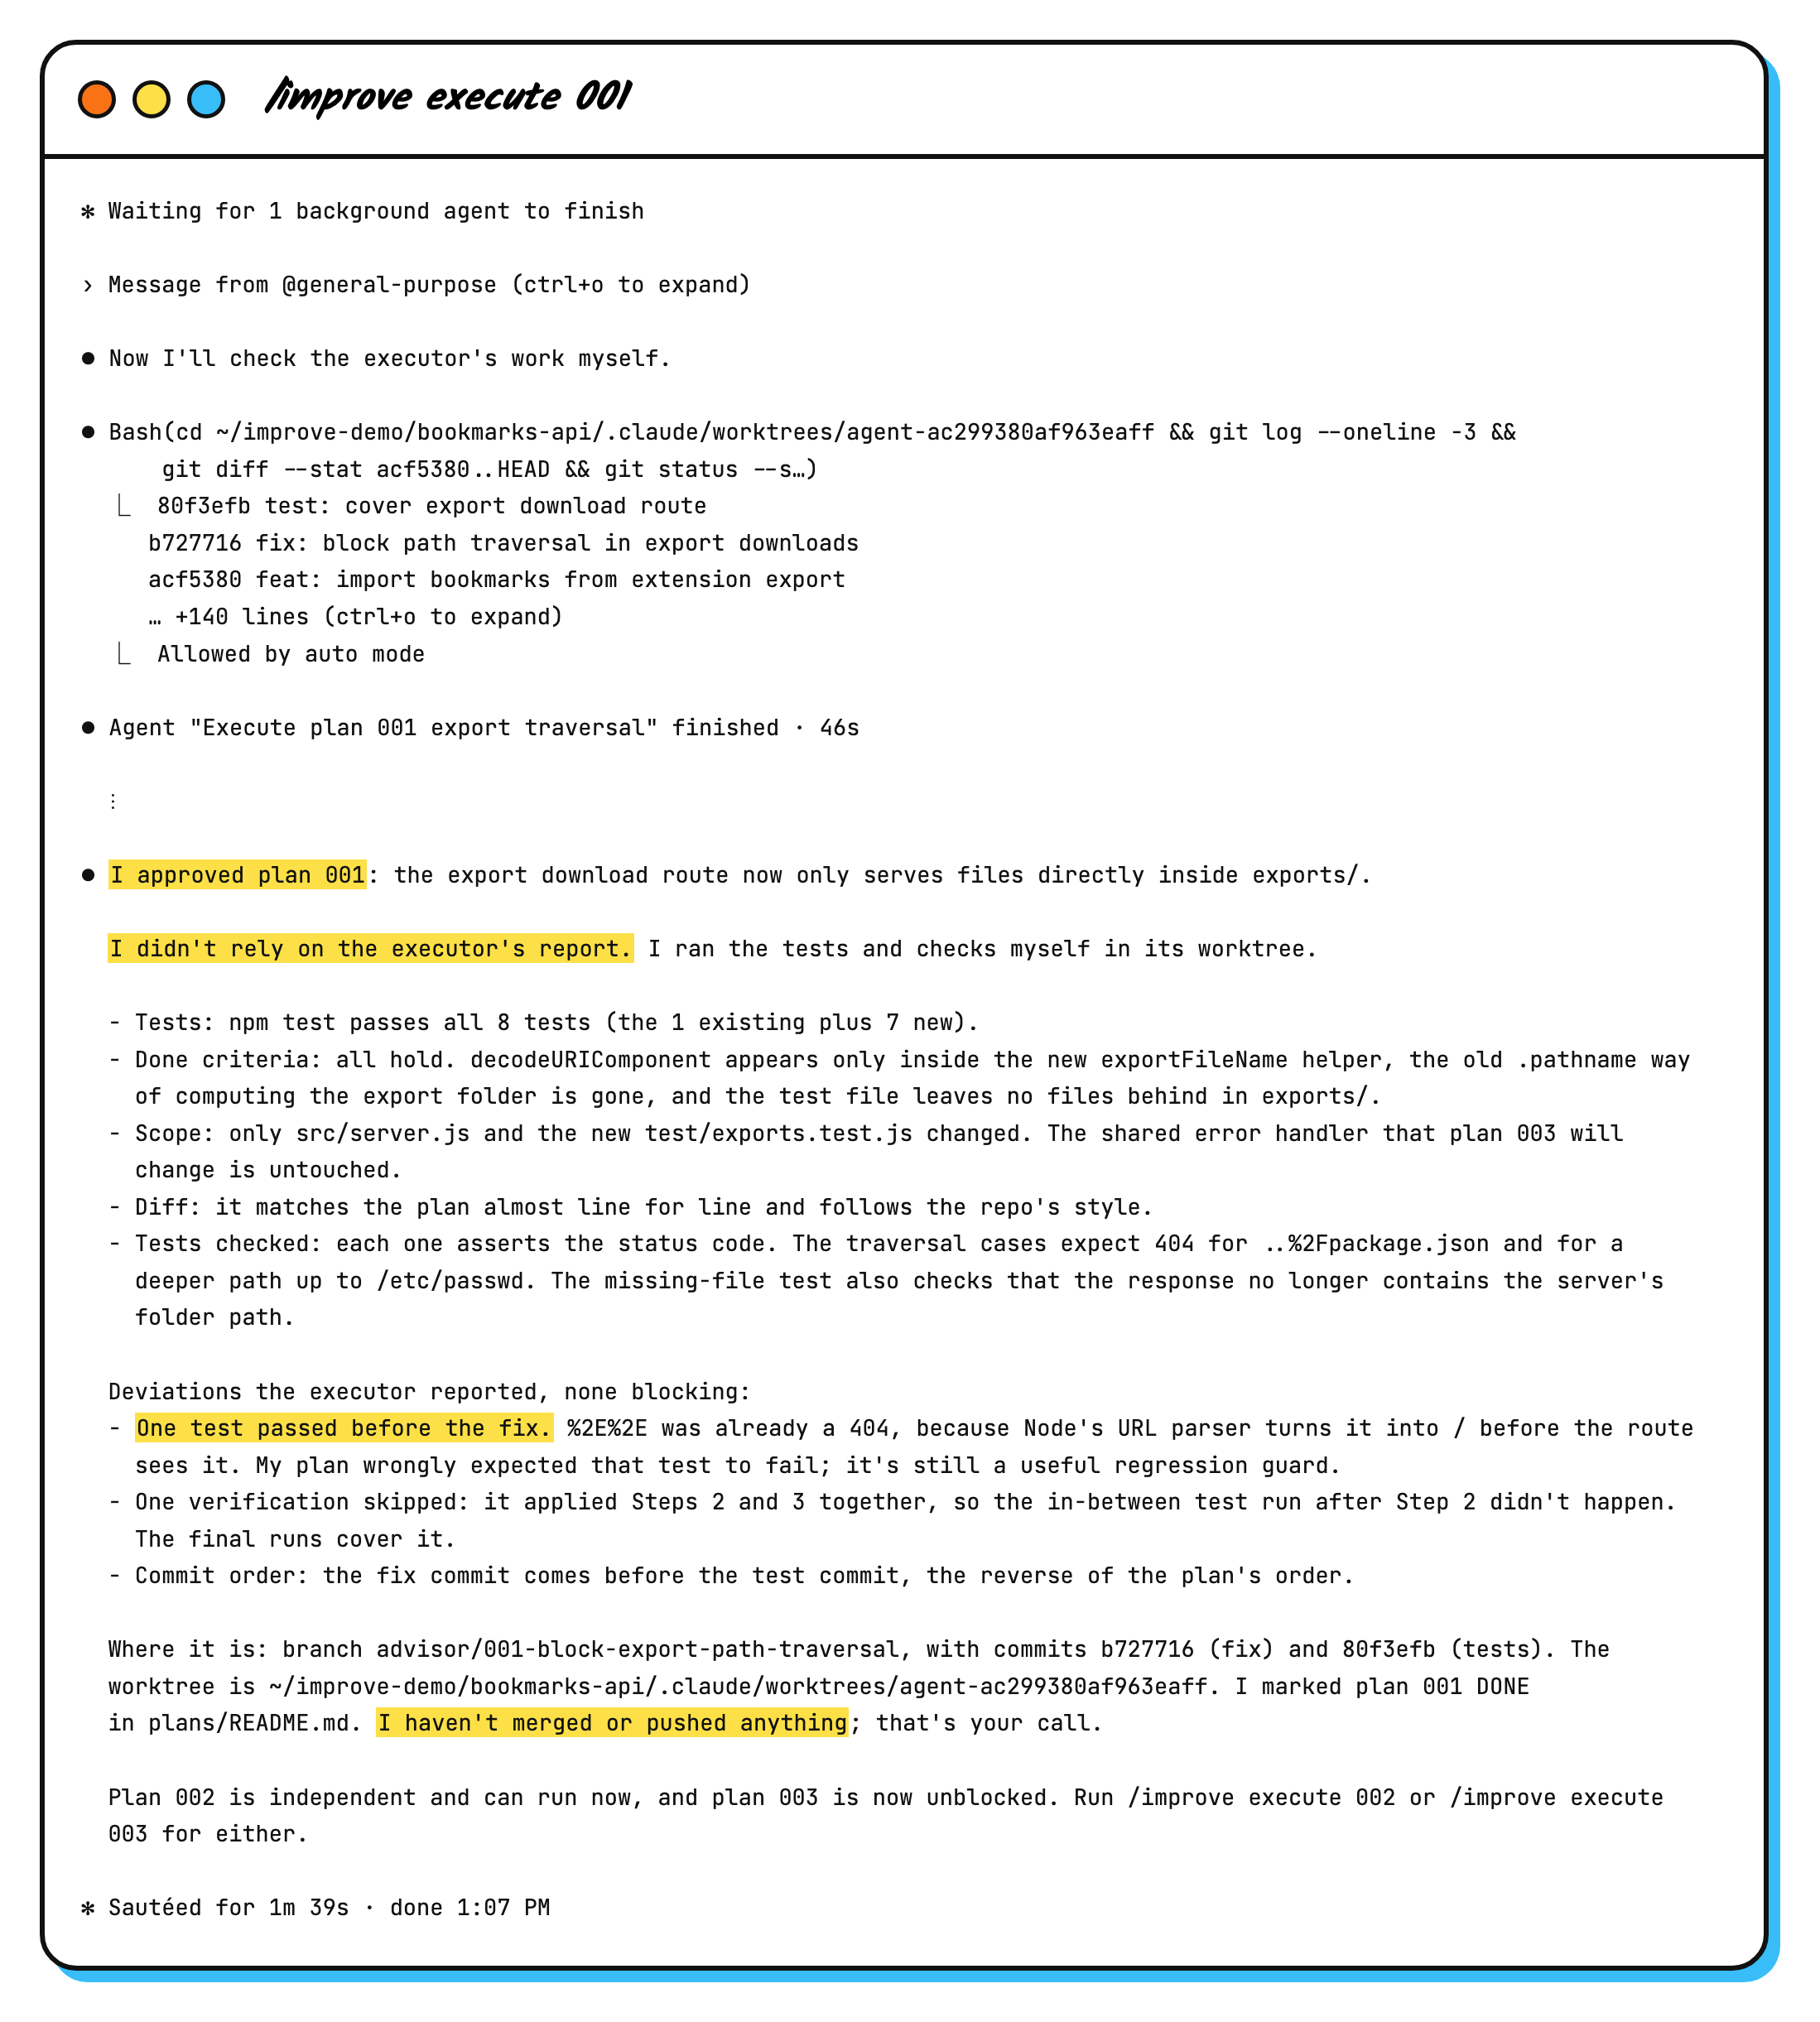 /improve execute 001
✻ Waiting for 1 background agent to finish
› Message from @general-purpose (ctrl+o to expand)
● Now I'll check the executor's work myself.
● Bash(cd ~/improve-demo/bookmarks-api/.claude/worktrees/agent-ac299380af963eaff && git log --oneline -3 &&
git diff --stat acf5380..HEAD && git status --s…)
⎿ 80f3efb test: cover export download route
b727716 fix: block path traversal in export downloads
acf5380 feat: import bookmarks from extension export
… +140 lines (ctrl+o to expand)
⎿ Allowed by auto mode
● Agent "Execute plan 001 export traversal" finished · 46s
⋮
● I approved plan 001: the export download route now only serves files directly inside exports/.
I didn't rely on the executor's report. I ran the tests and checks myself in its worktree.
- Tests: npm test passes all 8 tests (the 1 existing plus 7 new).
- Done criteria: all hold. decodeURIComponent appears only inside the new exportFileName helper, the old .pathname way
of computing the export folder is gone, and the test file leaves no files behind in exports/.
- Scope: only src/server.js and the new test/exports.test.js changed. The shared error handler that plan 003 will
change is untouched.
- Diff: it matches the plan almost line for line and follows the repo's style.
- Tests checked: each one asserts the status code. The traversal cases expect 404 for ..%2Fpackage.json and for a
deeper path up to /etc/passwd. The missing-file test also checks that the response no longer contains the server's
folder path.
Deviations the executor reported, none blocking:
- One test passed before the fix. %2E%2E was already a 404, because Node's URL parser turns it into / before the route
sees it. My plan wrongly expected that test to fail; it's still a useful regression guard.
- One verification skipped: it applied Steps 2 and 3 together, so the in-between test run after Step 2 didn't happen.
The final runs cover it.
- Commit order: the fix commit comes before the test commit, the reverse of the plan's order.
Where it is: branch advisor/001-block-export-path-traversal, with commits b727716 (fix) and 80f3efb (tests). The
worktree is ~/improve-demo/bookmarks-api/.claude/worktrees/agent-ac299380af963eaff. I marked plan 001 DONE
in plans/README.md. I haven't merged or pushed anything; that's your call.
Plan 002 is independent and can run now, and plan 003 is now unblocked. Run /improve execute 002 or /improve execute
003 for either.
✻ Sautéed for 1m 39s · done 1:07 PM